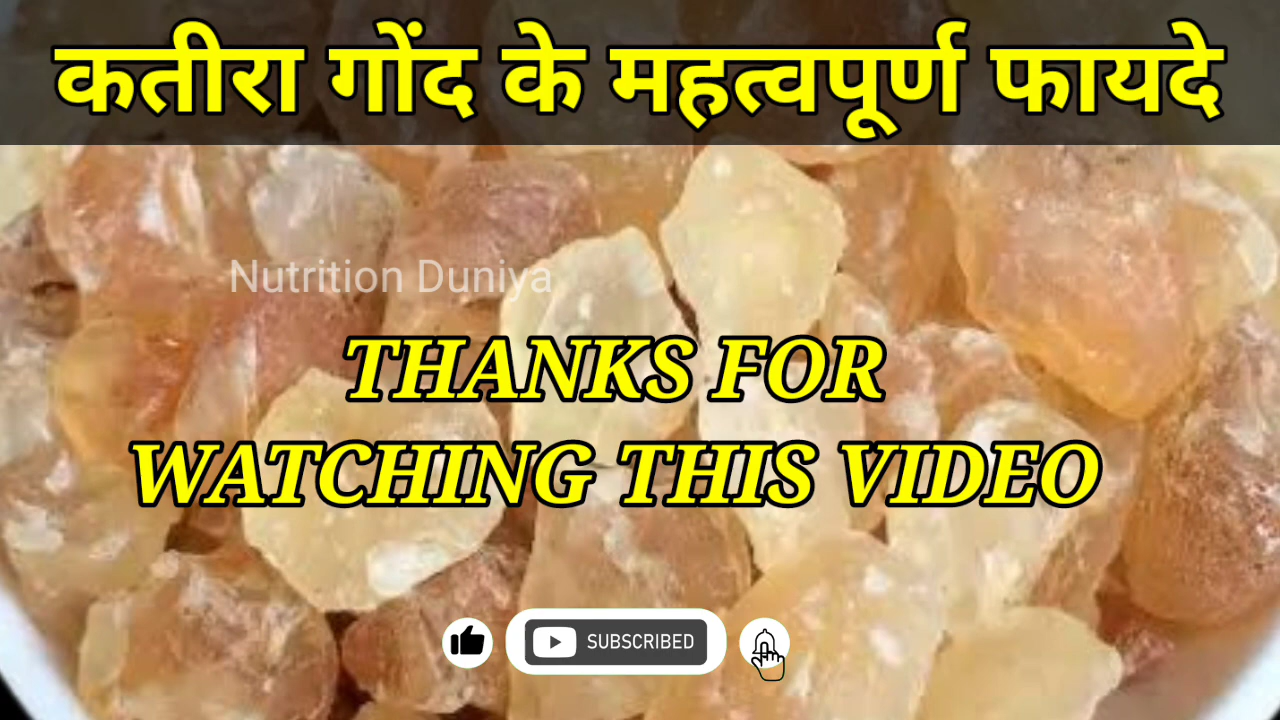 कतीरा गोंद के महत्वपूर्ण फायदे
Nutrition Duniya
THANKS FOR
WATCHING THIS VIDEO
SUBSCRIBED